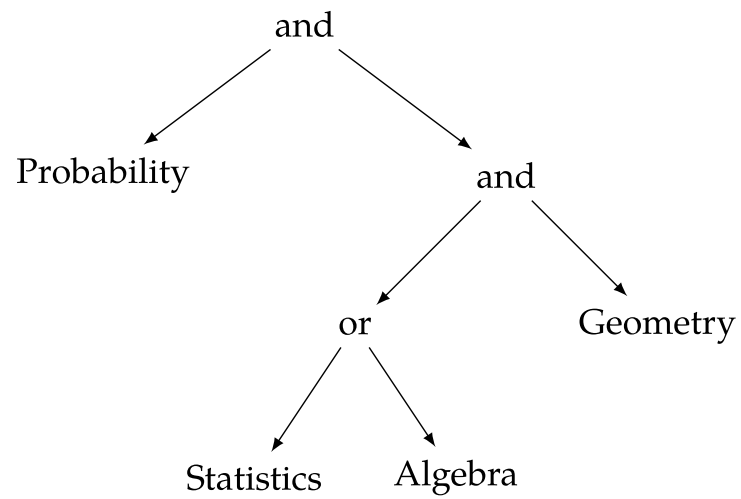 and
Probability
and
or
Geometry
Statistics
Algebra